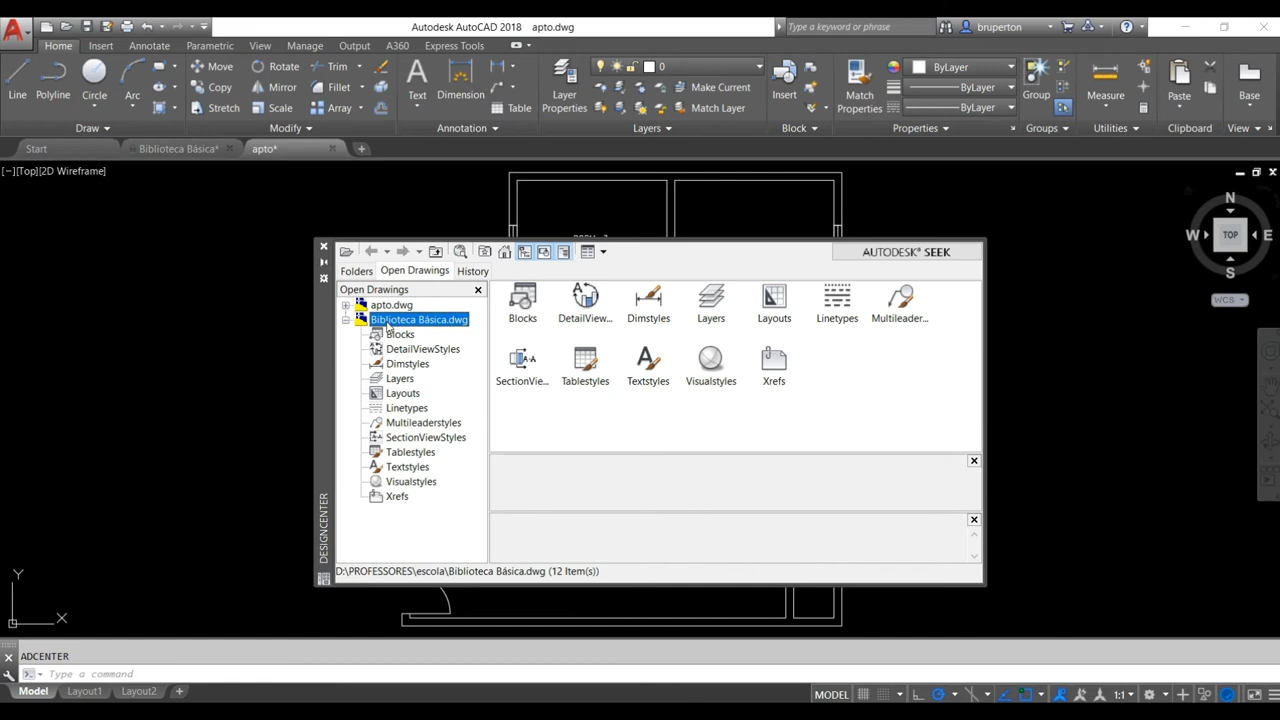 Autodesk AutoCAD 2018 apto.dwg
Type a keyword or phrase
bruperton
Home Insert Annotate Parametric View Manage Output A360 Express Tools
Line Polyline Circle Arc
Move Rotate Trim
Copy Mirror Fillet
Stretch Scale Array
Text Dimension Table
Layer Properties
0
Make Current
Match Layer
Insert
Match Properties
ByLayer
ByLayer
ByLayer
Group Measure Paste Base
Draw Modify Annotation Layers Block Properties Groups Utilities Clipboard View
Start Biblioteca Básica* apto*
[−][Top][2D Wireframe]
N
W TOP E
S
WCS
AUTODESK® SEEK
Folders Open Drawings History
Open Drawings
apto.dwg
Biblioteca Básica.dwg
Blocks
DetailViewStyles
Dimstyles
Layers
Layouts
Linetypes
Multileaderstyles
SectionViewStyles
Tablestyles
Textstyles
Visualstyles
Xrefs
Blocks DetailView... Dimstyles Layers Layouts Linetypes Multileader...
SectionVie... Tablestyles Textstyles Visualstyles Xrefs
DESIGNCENTER
D:\PROFESSORES\escola\Biblioteca Básica.dwg (12 Item(s))
Y
X
ADCENTER
Type a command
Model Layout1 Layout2
MODEL
1:1